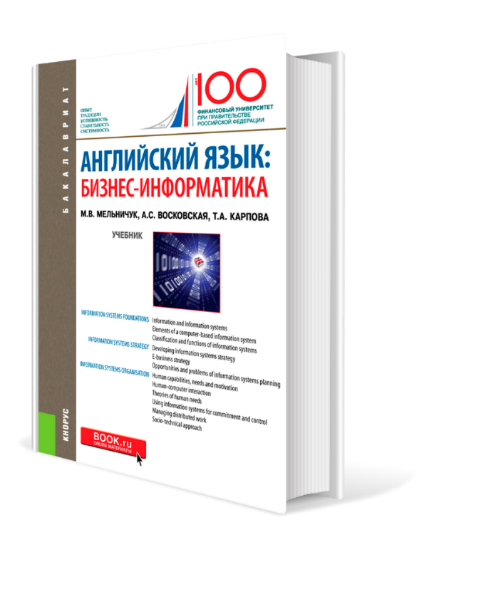 БАКАЛАВРИАТ
ОПЫТ
ТРАДИЦИИ
УСПЕШНОСТЬ
СТАБИЛЬНОСТЬ
СИСТЕМНОСТЬ
100
ФИНАНСОВЫЙ УНИВЕРСИТЕТ
ПРИ ПРАВИТЕЛЬСТВЕ
РОССИЙСКОЙ ФЕДЕРАЦИИ
АНГЛИЙСКИЙ ЯЗЫК:
БИЗНЕС-ИНФОРМАТИКА
М.В. МЕЛЬНИЧУК, А.С. ВОСКОВСКАЯ, Т.А. КАРПОВА
УЧЕБНИК
INFORMATION SYSTEMS FOUNDATIONS Information and information systems
Elements of a computer-based information system
Classification and functions of information systems
INFORMATION SYSTEMS STRATEGY Developing information systems strategy
E-business strategy
Opportunities and problems of information systems planning
INFORMATION SYSTEMS ORGANISATION Human capabilities, needs and motivation
Human-computer interaction
Theories of human needs
Using information systems for commitment and control
Managing distributed work
Socio-technical approach
BOOK.ru
КНОРУС